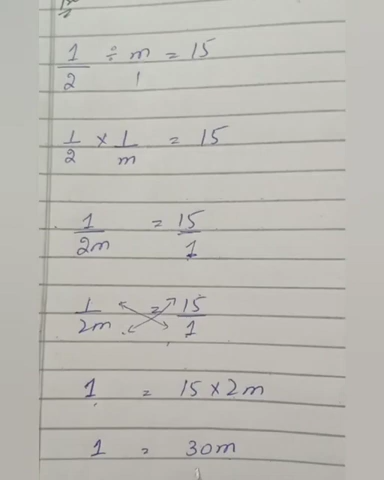 1/2 ÷ m/1 = 15
1/2 × 1/m = 15
1/2m = 15/1
1/2m = 15/1
1 = 15 × 2m
1 = 30m